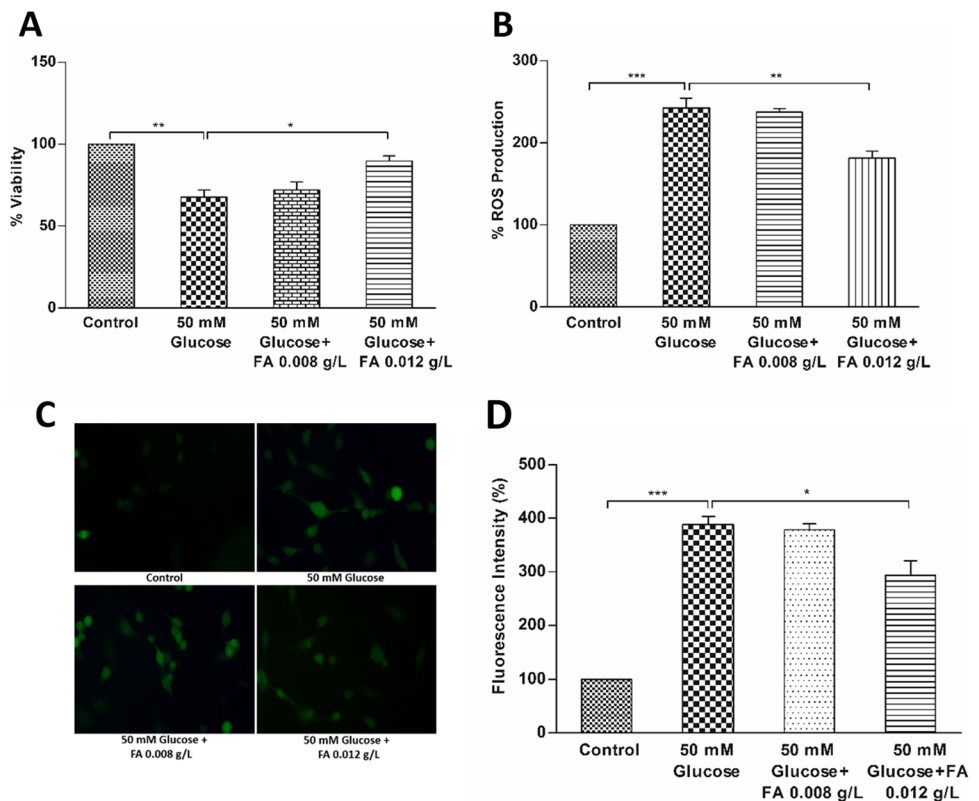 A
150
100
50
0
% Viability
**
*
Control
50 mM
Glucose
50 mM
Glucose+
FA 0.008 g/L
50 mM
Glucose+
FA 0.012 g/L
B
300
200
100
0
% ROS Production
***
**
Control
50 mM
Glucose
50 mM
Glucose+
FA 0.008 g/L
50 mM
Glucose+
FA 0.012 g/L
C
Control
50 mM Glucose
50 mM Glucose +
FA 0.008 g/L
50 mM Glucose +
FA 0.012 g/L
D
500
400
300
200
100
0
Fluorescence Intensity (%)
***
*
Control
50 mM
Glucose
50 mM
Glucose+
FA 0.008 g/L
50 mM
Glucose+FA
0.012 g/L